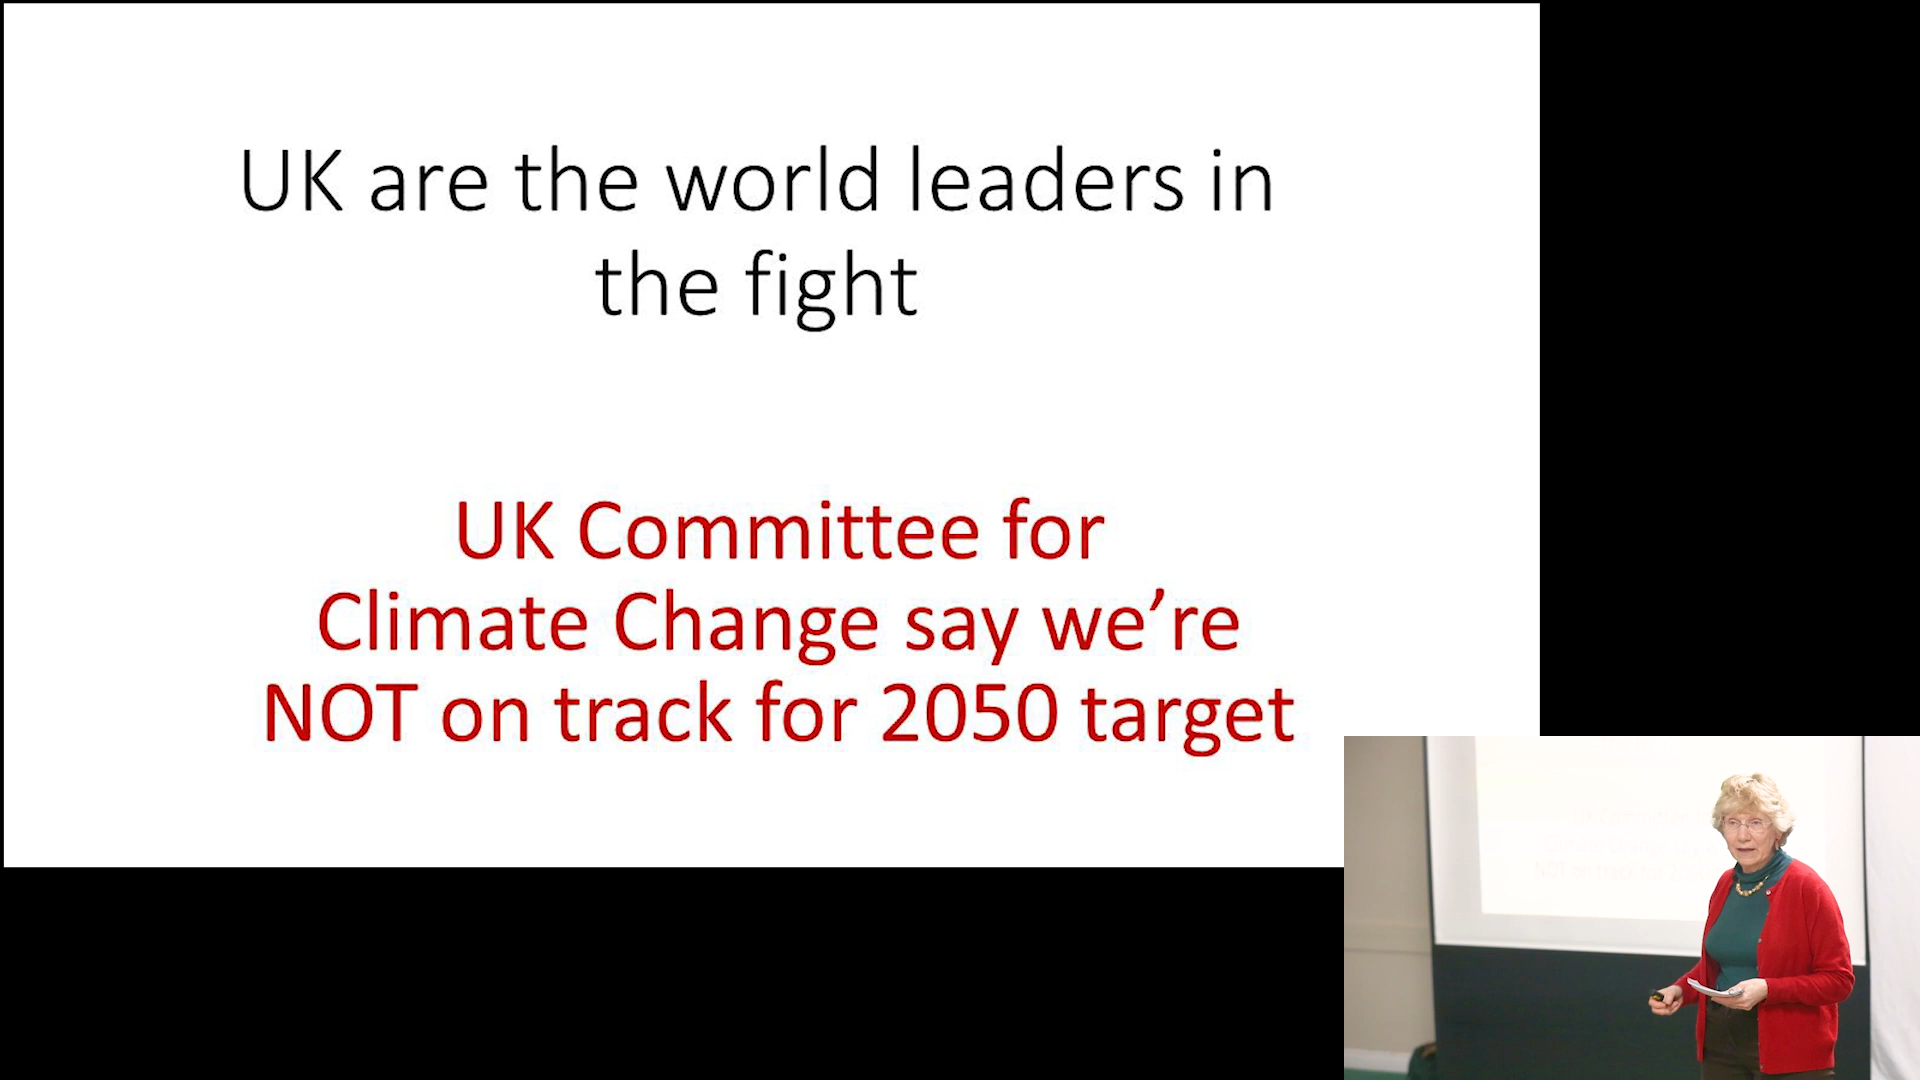 UK are the world leaders in
the fight
UK Committee for
Climate Change say we're
NOT on track for 2050 target